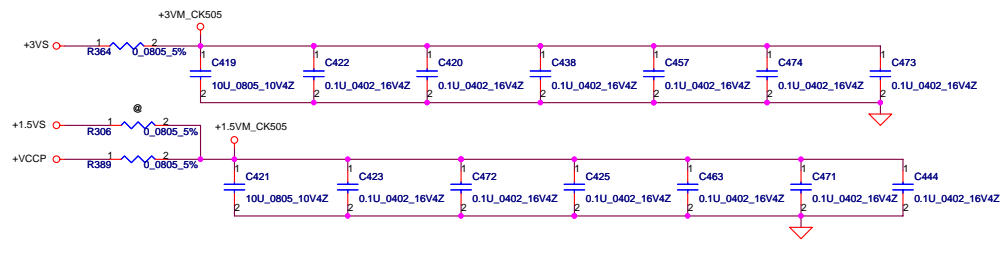 +3VM_CK505
+3VS
1 2
R364 0_0805_5%
1 C419
10U_0805_10V4Z
2
1 C422
0.1U_0402_16V4Z
2
1 C420
0.1U_0402_16V4Z
2
1 C438
0.1U_0402_16V4Z
2
1 C457
0.1U_0402_16V4Z
2
1 C474
0.1U_0402_16V4Z
2
1 C473
0.1U_0402_16V4Z
2
@
+1.5VS
1 2
R306 0_0805_5%
+1.5VM_CK505
+VCCP
1 2
R389 0_0805_5%
1 C421
10U_0805_10V4Z
2
1 C423
0.1U_0402_16V4Z
2
1 C472
0.1U_0402_16V4Z
2
1 C425
0.1U_0402_16V4Z
2
1 C463
0.1U_0402_16V4Z
2
1 C471
0.1U_0402_16V4Z
2
1 C444
0.1U_0402_16V4Z
2